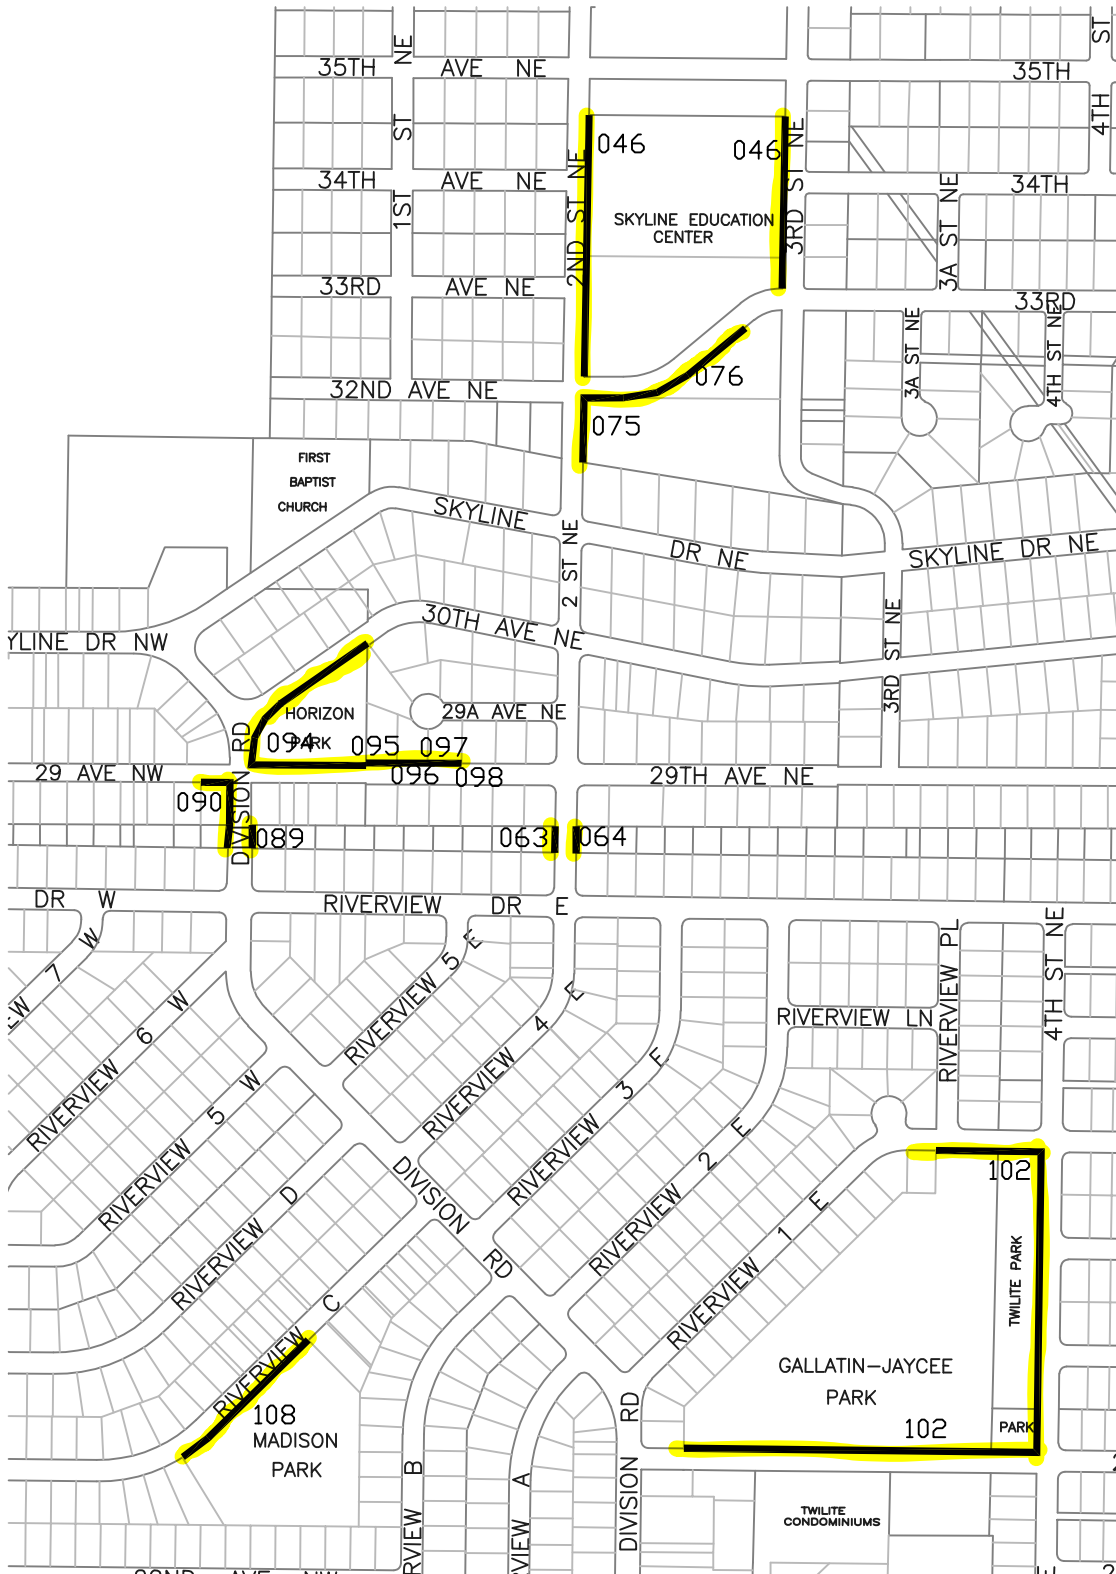 35TH AVE NE
35TH
1ST ST NE
4TH ST
34TH AVE NE
34TH
046
046
2ND ST NE
3RD ST NE
SKYLINE EDUCATION
CENTER
3A ST NE
33RD AVE NE
33RD
3A ST NE
4TH ST NE
32ND AVE NE
076
075
FIRST
BAPTIST
CHURCH
SKYLINE DR NE
SKYLINE DR NE
2 ST NE
30TH AVE NE
3RD ST NE
3RD ST NE
YLINE DR NW
HORIZON
PARK
29A AVE NE
094
095
097
096
098
29 AVE NW
29TH AVE NE
DIVISION RD
090
089
063
064
DR W
RIVERVIEW DR E
7 W
EW
RIVERVIEW 6 W
RIVERVIEW 5 W
RIVERVIEW 5 E
RIVERVIEW 4 E
RIVERVIEW 3 E
RIVERVIEW 2 E
RIVERVIEW 1 E
RIVERVIEW LN
RIVERVIEW PL
4TH ST NE
RIVERVIEW D
DIVISION RD
RIVERVIEW C
102
TWILITE PARK
GALLATIN-JAYCEE
PARK
102
PARK
108
MADISON
PARK
RVIEW B
VIEW A
DIVISION RD
TWILITE
CONDOMINIUMS